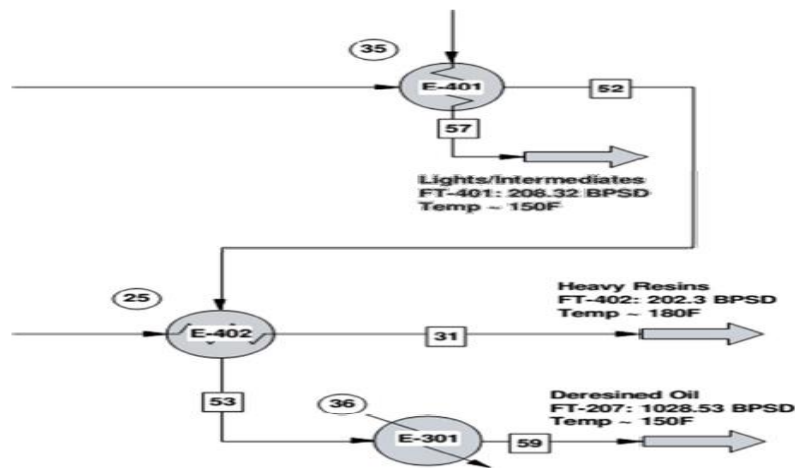 35
E-401
52
57
Lights/Intermediates
FT-401: 208.32 BPSD
Temp ~ 150F
25
E-402
31
Heavy Resins
FT-402: 202.3 BPSD
Temp ~ 180F
53
36
E-301
59
Deresined Oil
FT-207: 1028.53 BPSD
Temp ~ 150F